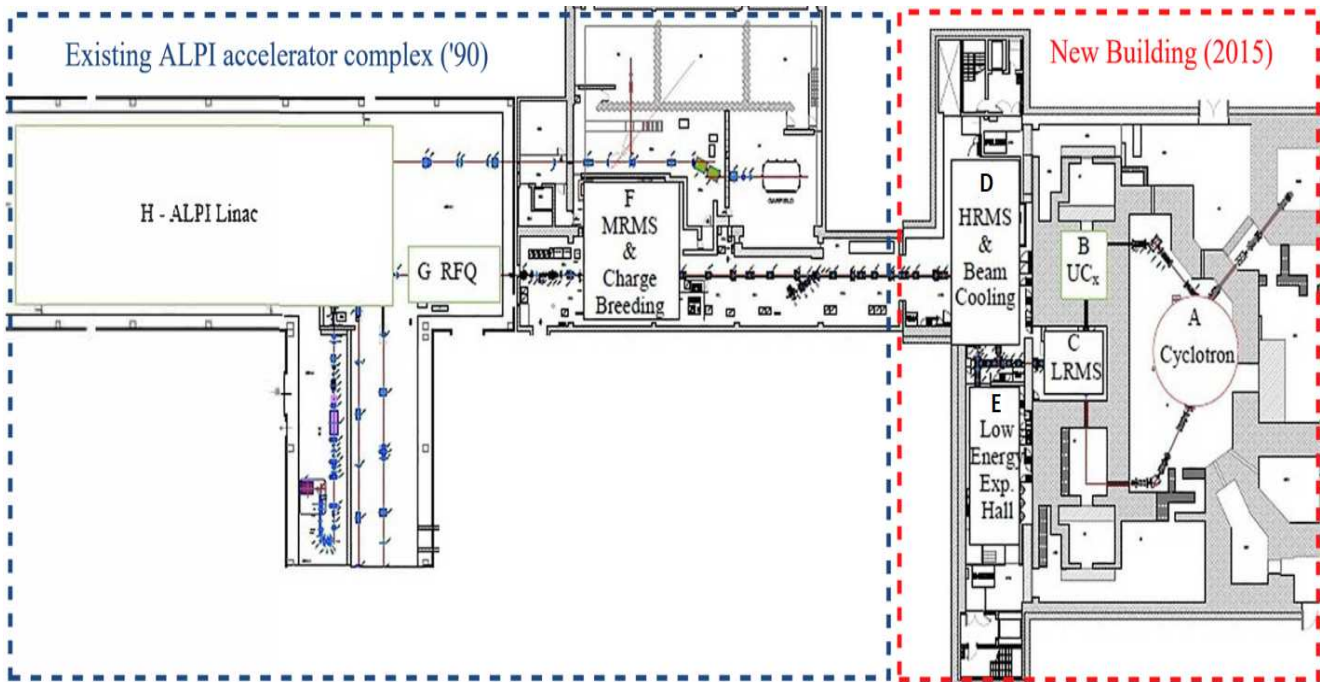 Existing ALPI accelerator complex ('90)
New Building (2015)
H - ALPI Linac
G RFQ
F
MRMS
&
Charge
Breeding
GARFIELD
D
HRMS
&
Beam
Cooling
B
UCx
A
Cyclotron
C
LRMS
E
Low
Energy
Exp.
Hall